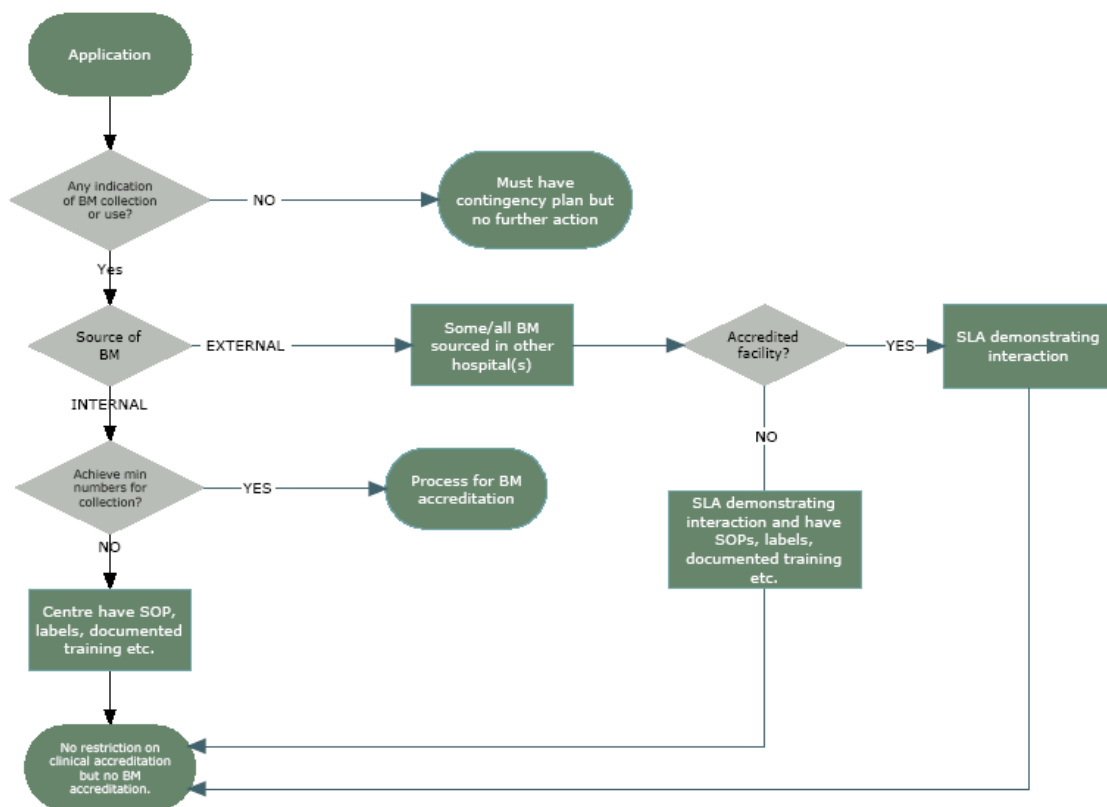 Application
Any indication
of BM collection
or use?
NO
Must have
contingency plan but
no further action
Yes
Source of
BM
EXTERNAL
Some/all BM
sourced in other
hospital(s)
Accredited
facility?
YES
SLA demonstrating
interaction
INTERNAL
NO
Achieve min
numbers for
collection?
YES
Process for BM
accreditation
SLA demonstrating
interaction and have
SOPs, labels,
documented training
etc.
NO
Centre have SOP,
labels, documented
training etc.
No restriction on
clinical accreditation
but no BM
accreditation.